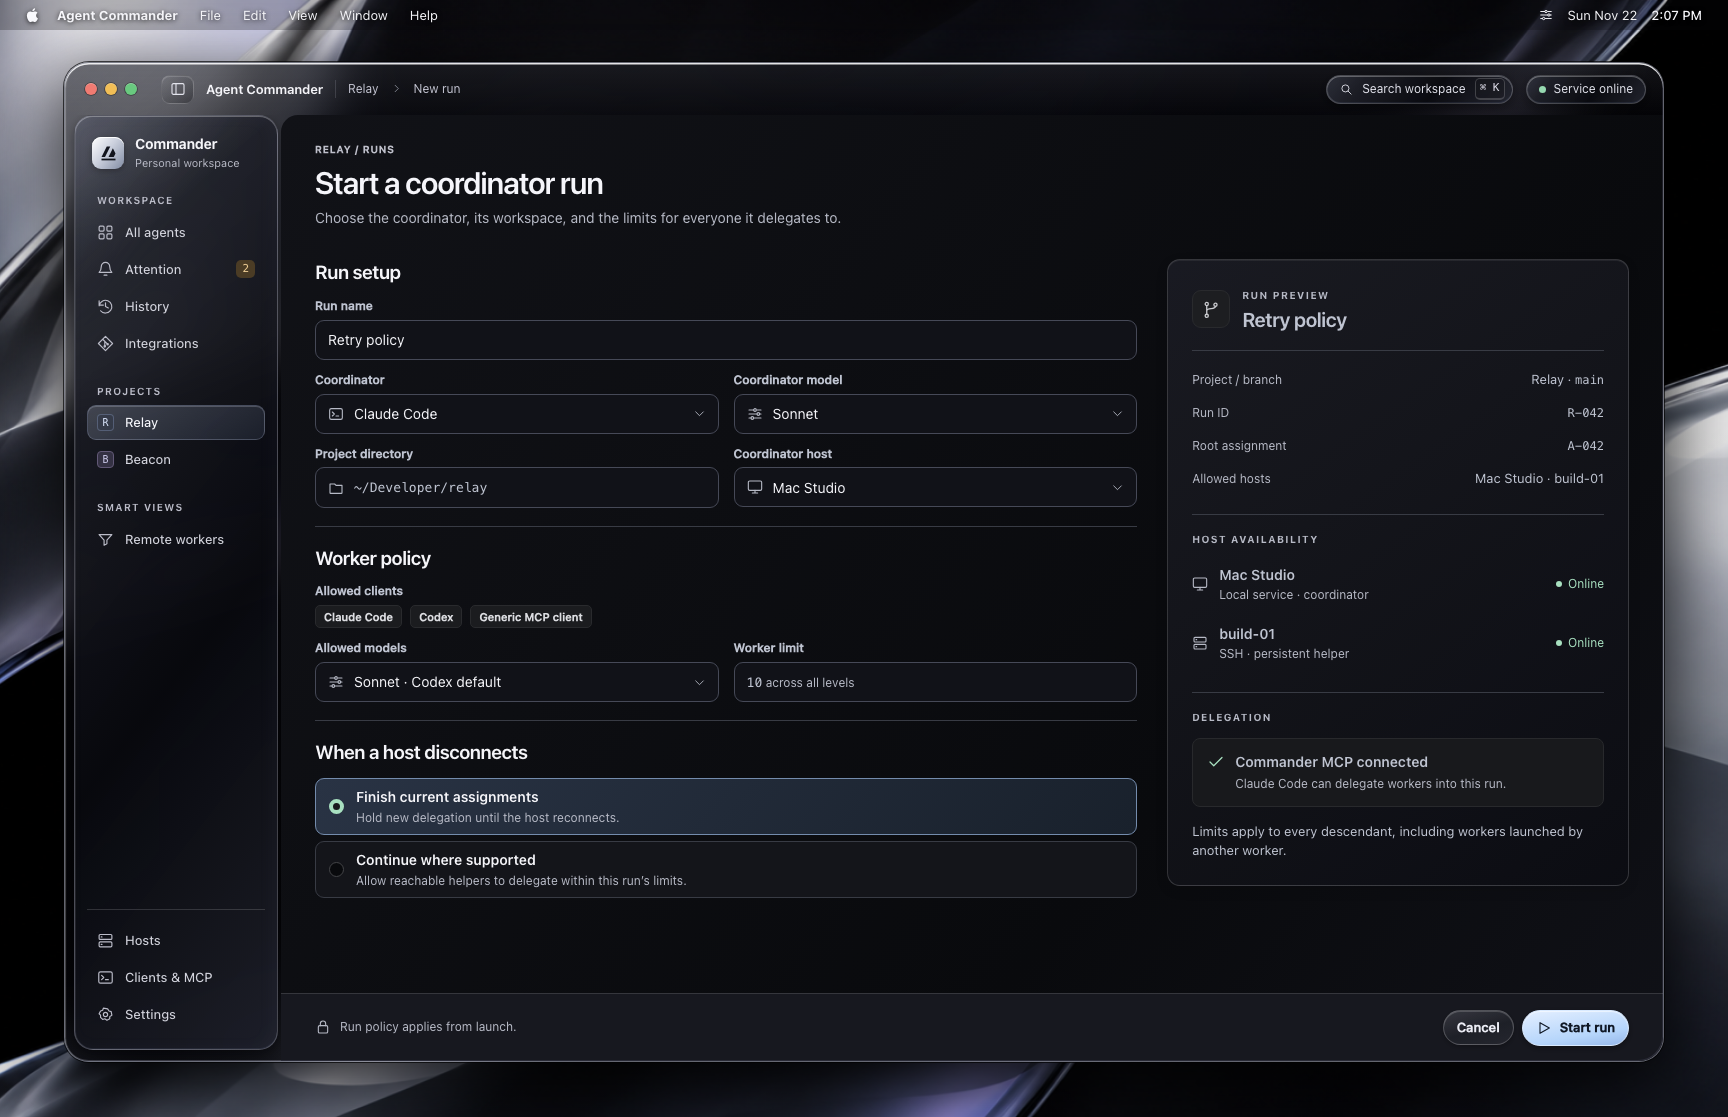 Agent Commander File Edit View Window Help
Sun Nov 22 2:07 PM
Agent Commander Relay New run
Search workspace ⌘ K
Service online
Commander
Personal workspace
WORKSPACE
All agents
Attention 2
History
Integrations
PROJECTS
R Relay
B Beacon
SMART VIEWS
Remote workers
Hosts
Clients & MCP
Settings
RELAY / RUNS
Start a coordinator run
Choose the coordinator, its workspace, and the limits for everyone it delegates to.
Run setup
Run name
Retry policy
Coordinator
Claude Code
Coordinator model
Sonnet
Project directory
~/Developer/relay
Coordinator host
Mac Studio
Worker policy
Allowed clients
Claude Code Codex Generic MCP client
Allowed models
Sonnet · Codex default
Worker limit
10 across all levels
When a host disconnects
Finish current assignments
Hold new delegation until the host reconnects.
Continue where supported
Allow reachable helpers to delegate within this run's limits.
RUN PREVIEW
Retry policy
Project / branch Relay · main
Run ID R-042
Root assignment A-042
Allowed hosts Mac Studio · build-01
HOST AVAILABILITY
Mac Studio
Local service · coordinator
Online
build-01
SSH · persistent helper
Online
DELEGATION
Commander MCP connected
Claude Code can delegate workers into this run.
Limits apply to every descendant, including workers launched by
another worker.
Run policy applies from launch.
Cancel
Start run